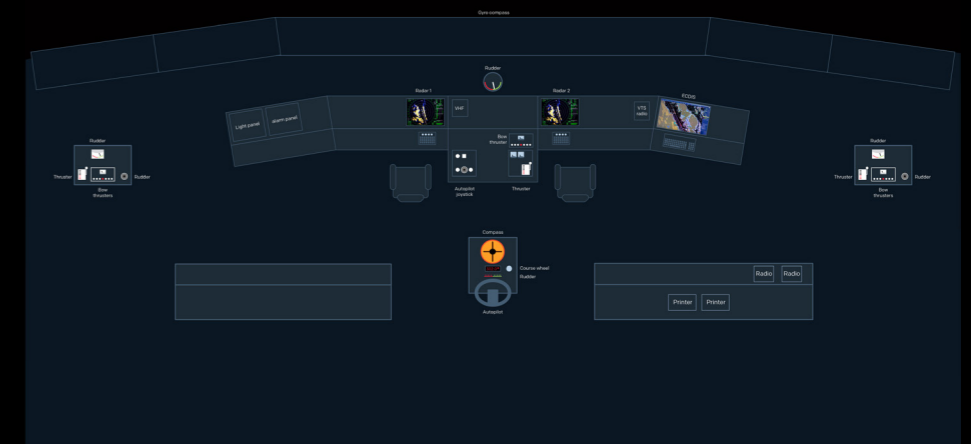 Gyro compass
Rudder
Radar 1
Radar 2
ECDIS
Light panel
alarm panel
VHF
VTS
radio
Bow
thruster
Autopilot
joystick
Thruster
Rudder
Thruster
Rudder
Bow
thrusters
Rudder
Thruster
Rudder
Bow
thrusters
Compass
Course wheel
Rudder
Autopilot
Radio
Radio
Printer
Printer